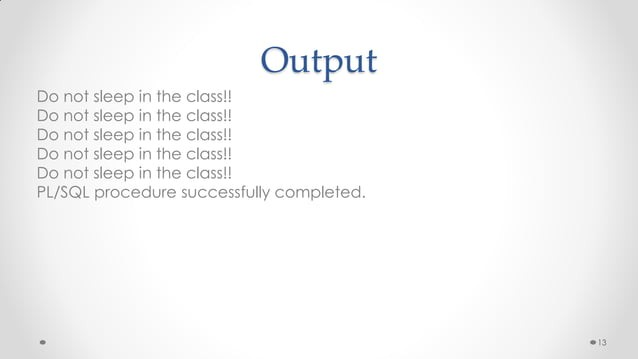 Output
Do not sleep in the class!!
Do not sleep in the class!!
Do not sleep in the class!!
Do not sleep in the class!!
Do not sleep in the class!!
PL/SQL procedure successfully completed.
13